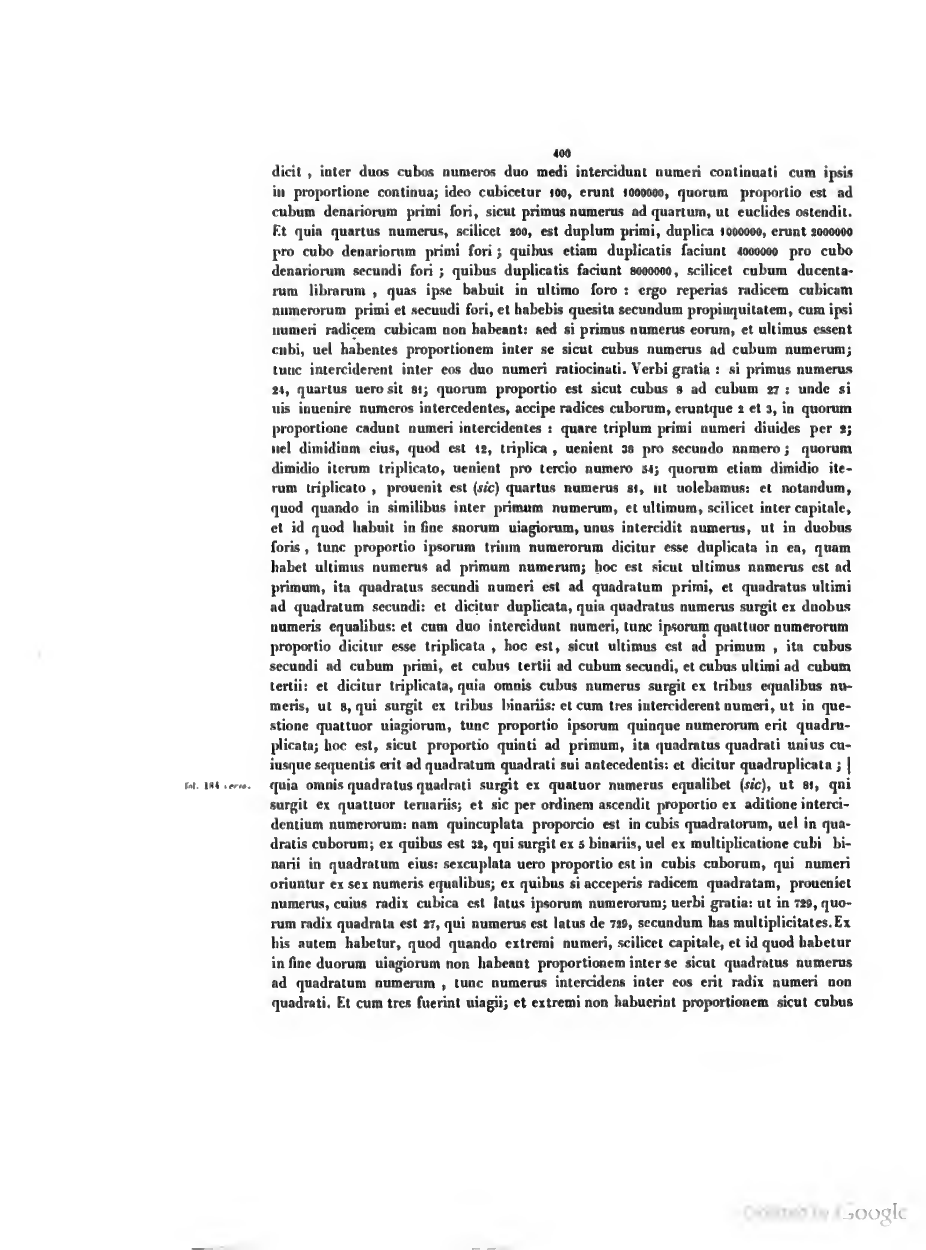 400
dicit , inter duos cubos numeros duo medi intercidunt numeri continuati cum ipsis
in proportione continua; ideo cubicetur 100, erunt 1000000, quorum proportio est ad
cubum denariorum primi fori, sicut primus numerus ad quartum, ut euclides ostendit.
Et quia quartus numerus, scilicet 200, est duplum primi, duplica 1000000, erunt 2000000
pro cubo denariorum primi fori ; quibus etiam duplicatis faciunt 4000000 pro cubo
denariorum secundi fori ; quibus duplicatis faciunt 8000000, scilicet cubum ducenta-
rum librarum , quas ipse habuit in ultimo foro : ergo reperias radicem cubicam
numerorum primi et secuudi fori, et habebis quesita secundum propinquitatem, cum ipsi
numeri radicem cubicam non habeant: sed si primus numerus eorum, et ultimus essent
cubi, uel habentes proportionem inter se sicut cubus numerus ad cubum numerum;
tunc interciderent inter eos duo numeri ratiocinati. Verbi gratia : si primus numerus
24, quartus uero sit 81; quorum proportio est sicut cubus 8 ad cubum 27 : unde si
uis inuenire numeros intercedentes, accipe radices cuborum, eruntque 2 et 3, in quorum
proportione cadunt numeri intercidentes : quare triplum primi numeri diuides per 2;
uel dimidium eius, quod est 12, triplica , uenient 36 pro secundo numero ; quorum
dimidio iterum triplicato, uenient pro tercio numero 54; quorum etiam dimidio ite-
rum triplicato , prouenit est (sic) quartus numerus 81, ut uolebamus: et notandum,
quod quando in similibus inter primum numerum, et ultimum, scilicet inter capitale,
et id quod habuit in fine suorum uiagiorum, unus intercidit numerus, ut in duobus
foris , tunc proportio ipsorum trium numerorum dicitur esse duplicata in ea, quam
habet ultimus numerus ad primum numerum; hoc est sicut ultimus numerus est ad
primum, ita quadratus secundi numeri est ad quadratum primi, et quadratus ultimi
ad quadratum secundi: et dicitur duplicata, quia quadratus numerus surgit ex duobus
numeris equalibus: et cum duo intercidunt numeri, tunc ipsorum quattuor numerorum
proportio dicitur esse triplicata , hoc est, sicut ultimus est ad primum , ita cubus
secundi ad cubum primi, et cubus tertii ad cubum secundi, et cubus ultimi ad cubum
tertii: et dicitur triplicata, quia omnis cubus numerus surgit ex tribus equalibus nu-
meris, ut 8, qui surgit ex tribus binariis: et cum tres interciderent numeri, ut in que-
stione quattuor uiagiorum, tunc proportio ipsorum quinque numerorum erit quadru-
plicata; hoc est, sicut proportio quinti ad primum, ita quadratus quadrati unius cu-
iusque sequentis erit ad quadratum quadrati sui antecedentis: et dicitur quadruplicata ; |
fol. 184 verso.
quia omnis quadratus quadrati surgit ex quatuor numerus equalibet (sic), ut 81, qui
surgit ex quattuor ternariis; et sic per ordinem ascendit proportio ex aditione interci-
dentium numerorum: nam quincuplata proporcio est in cubis quadratorum, uel in qua-
dratis cuborum; ex quibus est 32, qui surgit ex 5 binariis, uel ex multiplicatione cubi bi-
narii in quadratum eius: sexcuplata uero proportio est in cubis cuborum, qui numeri
oriuntur ex sex numeris equalibus; ex quibus si acceperis radicem quadratam, proueniet
numerus, cuius radix cubica est latus ipsorum numerorum; uerbi gratia: ut in 729, quo-
rum radix quadrata est 27, qui numerus est latus de 729, secundum has multiplicitates. Ex
his autem habetur, quod quando extremi numeri, scilicet capitale, et id quod habetur
in fine duorum uiagiorum non habeant proportionem inter se sicut quadratus numerus
ad quadratum numerum , tunc numerus intercidens inter eos erit radix numeri non
quadrati. Et cum tres fuerint uiagii; et extremi non habuerint proportionem sicut cubus
Digitized by Google